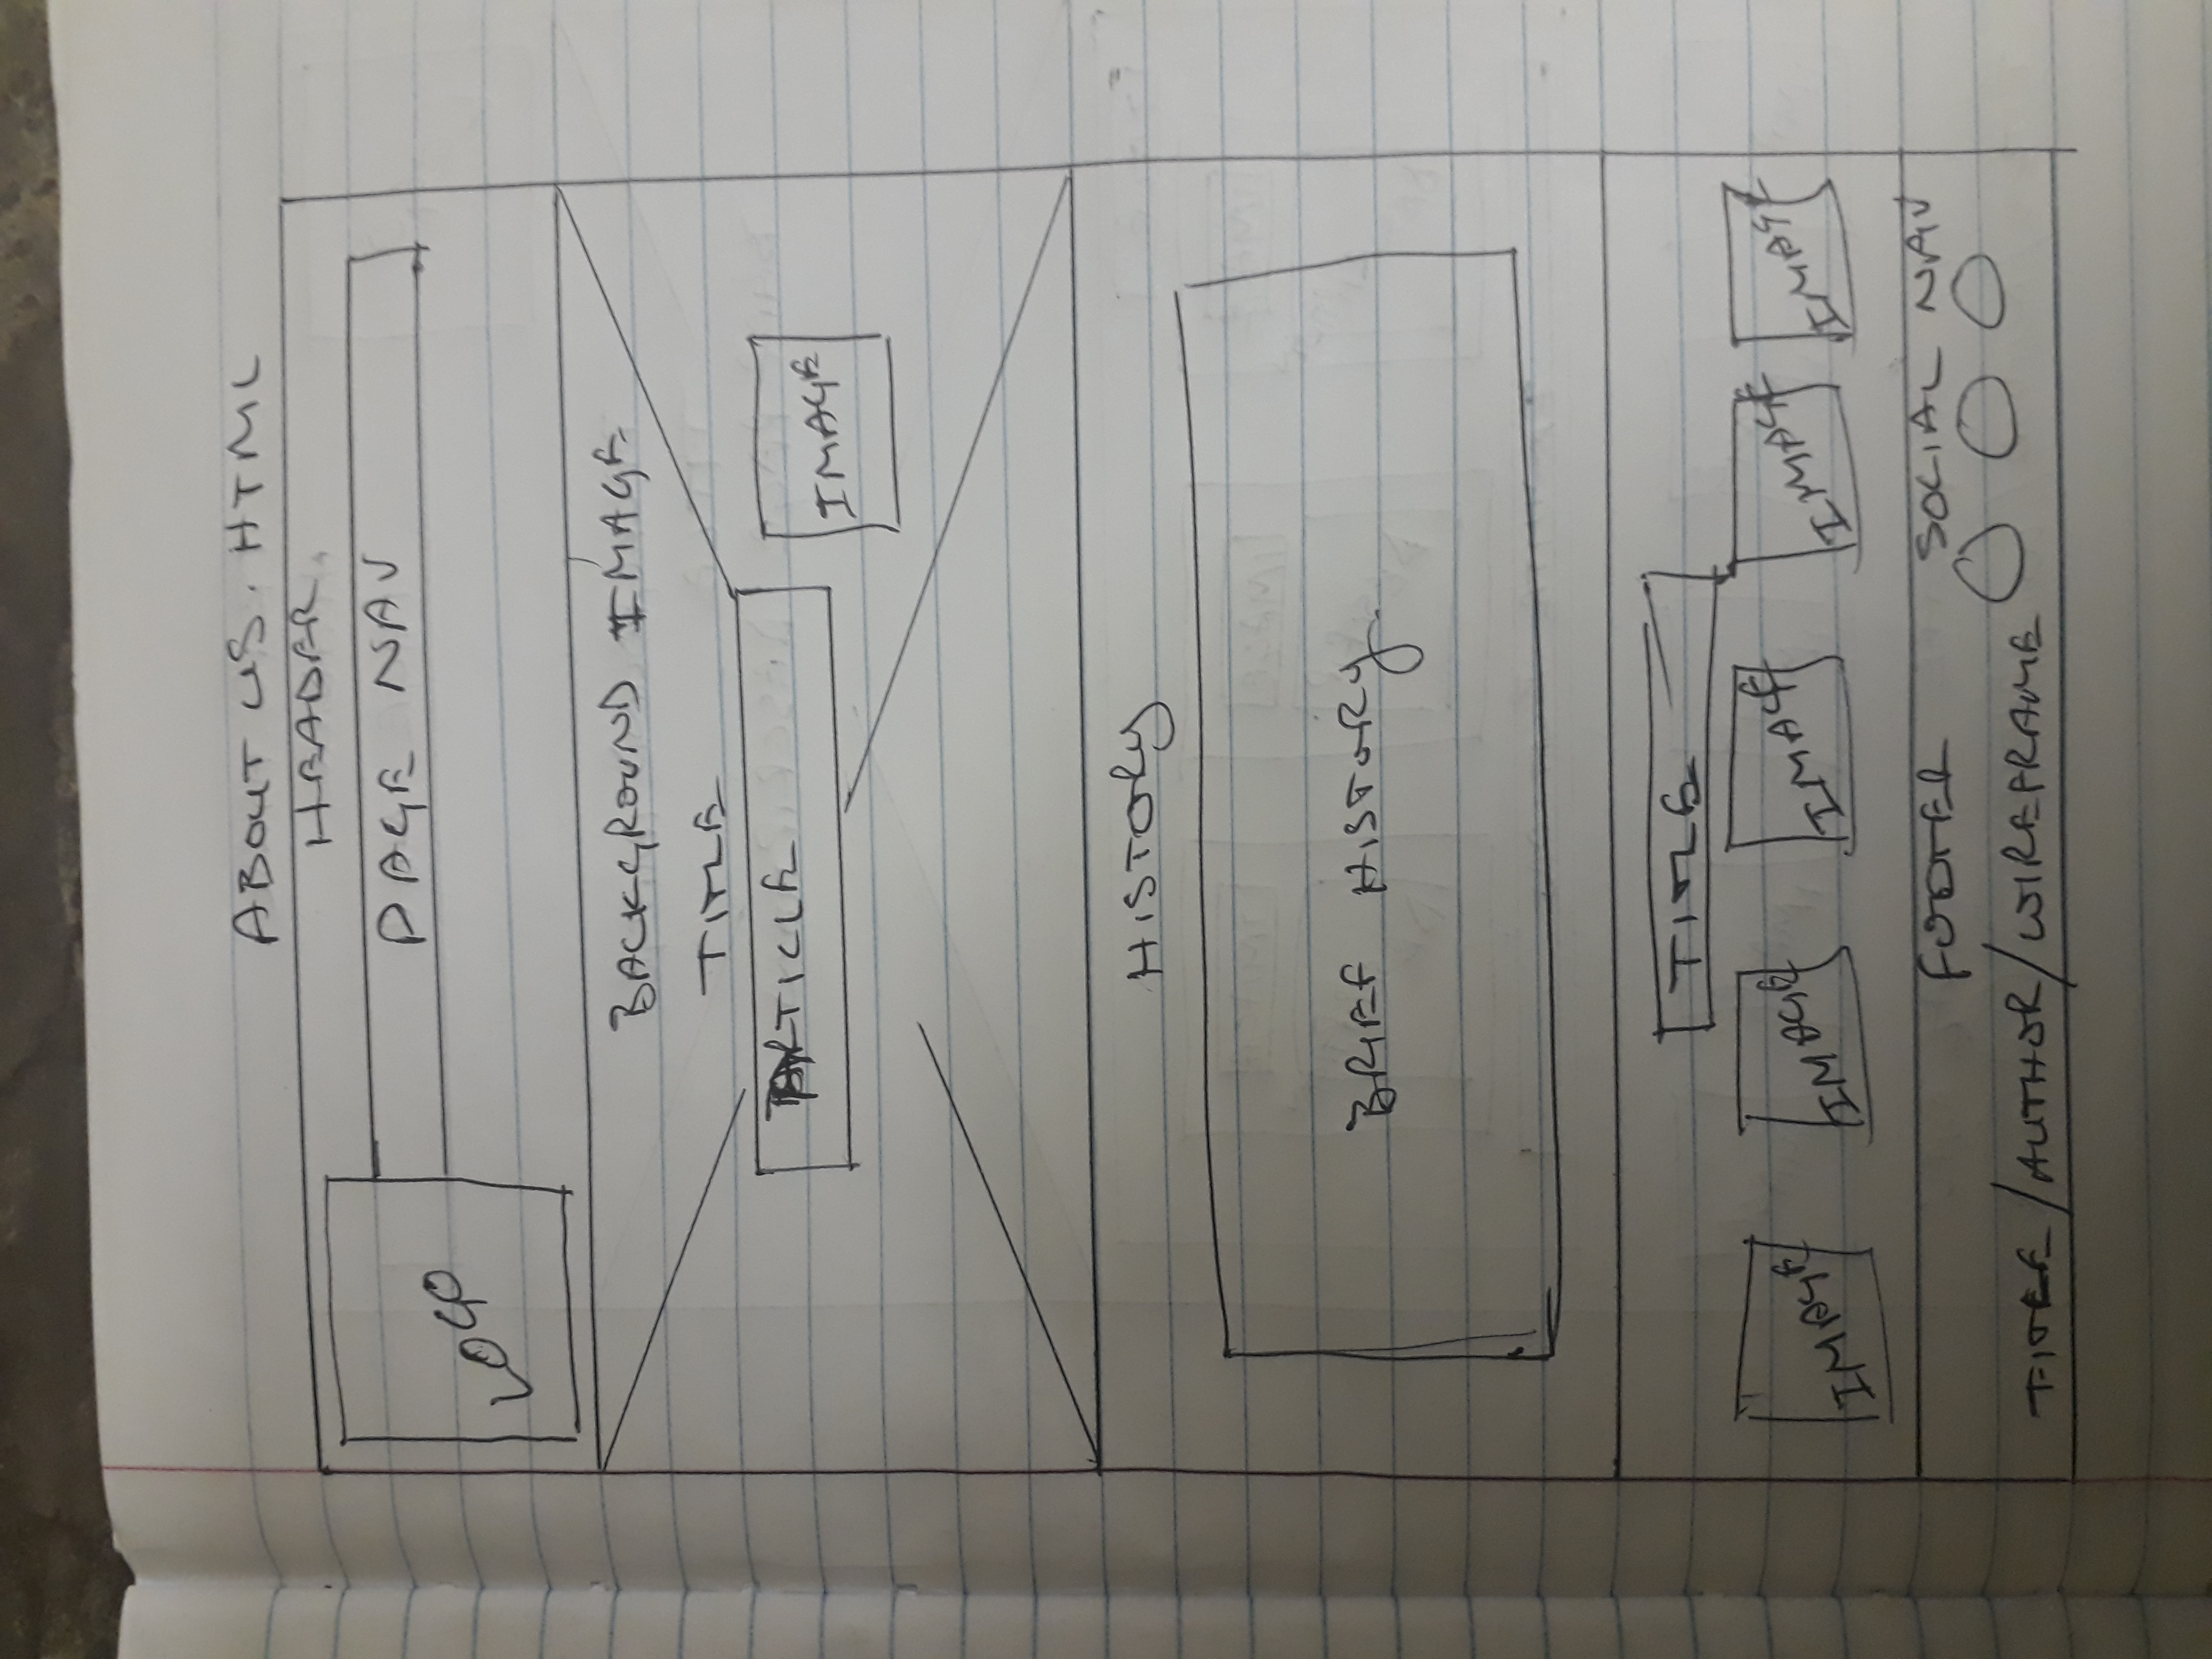 ABOUT US.HTML
HEADER
PAGE NAV
LOGO
BACKGROUND IMAGE
TITLE
ARTICLE
IMAGE
HISTORY
BRIEF HISTORY
TITLE
IMAGE IMAGE IMAGE IMAGE IMAGE
FOOTER SOCIAL NAV
TITLE/AUTHOR/WIREFRAME